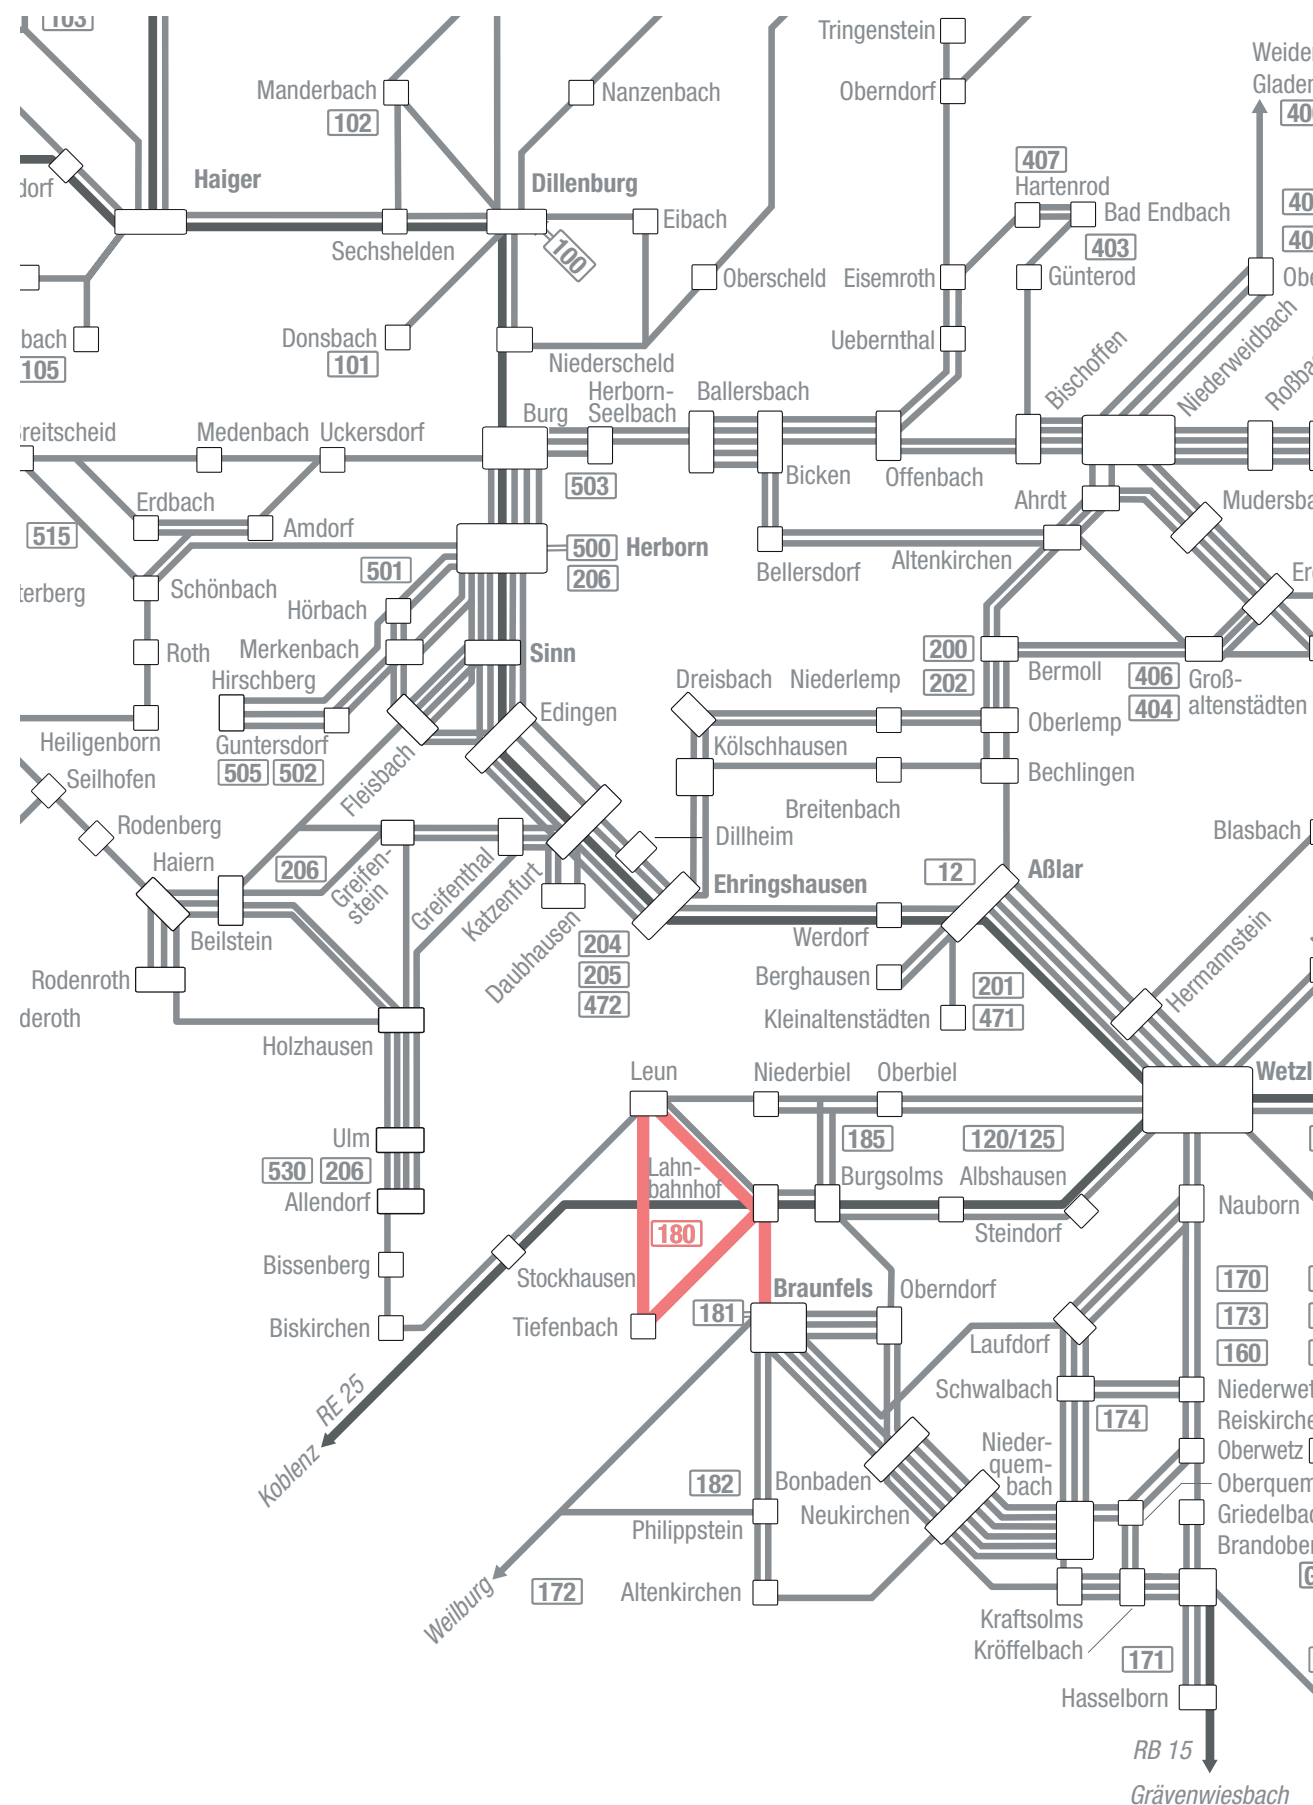 103
Tringenstein
Manderbach
Nanzenbach
Oberndorf
102
407
Haiger
Dillenburg
Hartenrod
Bad Endbach
Eibach
Sechshelden
100
403
Oberscheld
Eisemroth
Günterod
Donsbach
101
Niederscheld
Uebernthal
105
Bischoffen
Niederweidbach
Herborn-
Seelbach
Ballersbach
Burg
Medenbach
Uckersdorf
Bicken
Offenbach
503
Erdbach
Amdorf
Ahrdt
515
500
Herborn
206
Altenkirchen
Bellersdorf
501
Schönbach
Hörbach
Roth
Merkenbach
Sinn
200
202
Bermoll
406
404
Groß-
altenstädten
Hirschberg
Dreisbach
Niederlemp
Edingen
Oberlemp
Heiligenborn
Guntersdorf
505
502
Kölschhausen
Seilhofen
Fleisbach
Bechlingen
Breitenbach
Rodenberg
Dillheim
Blasbach
Haiern
206
Greifen-
stein
Greifenthal
Katzenfurt
Ehringshausen
12
Aßlar
Beilstein
Daubhausen
204
205
472
Werdorf
Hermannstein
Rodenroth
Berghausen
201
471
Kleinaltenstädten
Holzhausen
Leun
Niederbiel
Oberbiel
Ulm
185
120/125
530
206
Lahn-
bahnhof
Burgsolms
Albshausen
Allendorf
Nauborn
180
Steindorf
Bissenberg
Stockhausen
Braunfels
Oberndorf
170
181
173
Biskirchen
Tiefenbach
Laufdorf
160
RE 25
Schwalbach
174
Koblenz
Nieder-
quem-
bach
Oberwetz
182
Bonbaden
Neukirchen
Philippstein
Weilburg
172
Altenkirchen
Kraftsolms
Kröffelbach
171
Hasselborn
RB 15
Grävenwiesbach